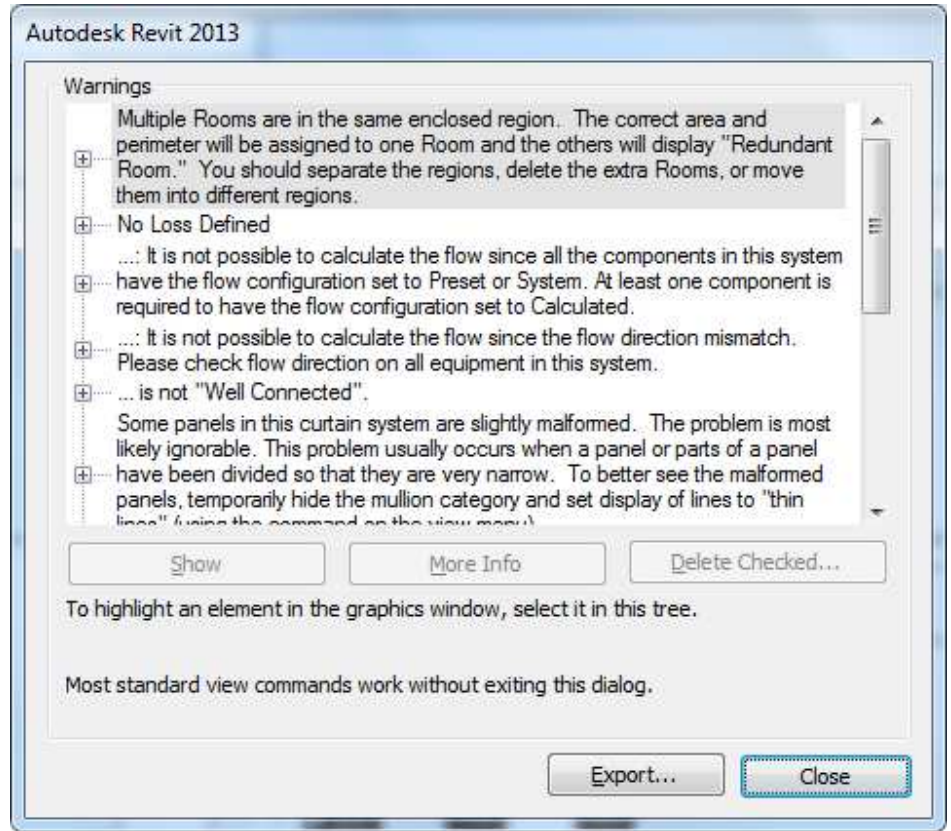 Autodesk Revit 2013
Warnings
Multiple Rooms are in the same enclosed region.  The correct area and
perimeter will be assigned to one Room and the others will display "Redundant
Room."  You should separate the regions, delete the extra Rooms, or move
them into different regions.
No Loss Defined
...: It is not possible to calculate the flow since all the components in this system
have the flow configuration set to Preset or System. At least one component is
required to have the flow configuration set to Calculated.
...: It is not possible to calculate the flow since the flow direction mismatch.
Please check flow direction on all equipment in this system.
... is not "Well Connected".
Some panels in this curtain system are slightly malformed.  The problem is most
likely ignorable. This problem usually occurs when a panel or parts of a panel
have been divided so that they are very narrow.  To better see the malformed
panels, temporarily hide the mullion category and set display of lines to "thin
lines" (using the command on the view menu)
Show
More Info
Delete Checked...
To highlight an element in the graphics window, select it in this tree.
Most standard view commands work without exiting this dialog.
Export...
Close